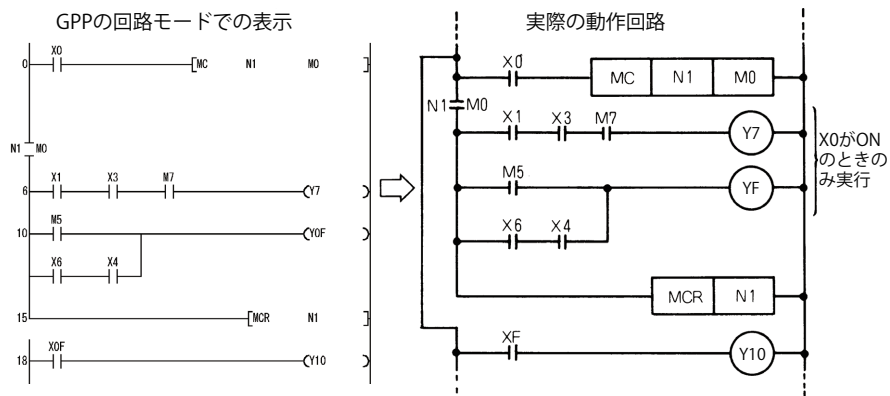 GPPの回路モードでの表示
X0
0 MC N1 M0
N1 M0
X1 X3 M7
6 Y7
M5
10 Y0F
X6 X4
15 MCR N1
X0F
18 Y10
実際の動作回路
X0 MC N1 M0
N1 M0
X1 X3 M7 Y7
M5 YF
X6 X4
MCR N1
XF Y10
X0がON
のときの
み実行